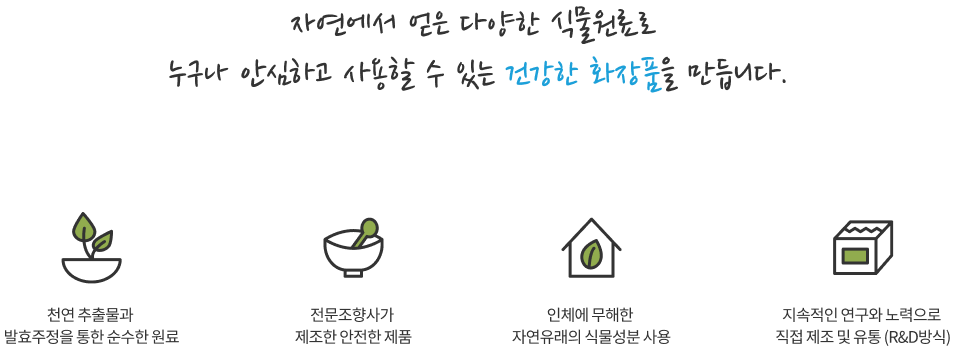 자연에서 얻은 다양한 식물원료로
누구나 안심하고 사용할 수 있는 건강한 화장품을 만듭니다.
천연 추출물과
발효주정을 통한 순수한 원료
전문조향사가
제조한 안전한 제품
인체에 무해한
자연유래의 식물성분 사용
지속적인 연구와 노력으로
직접 제조 및 유통 (R&D방식)